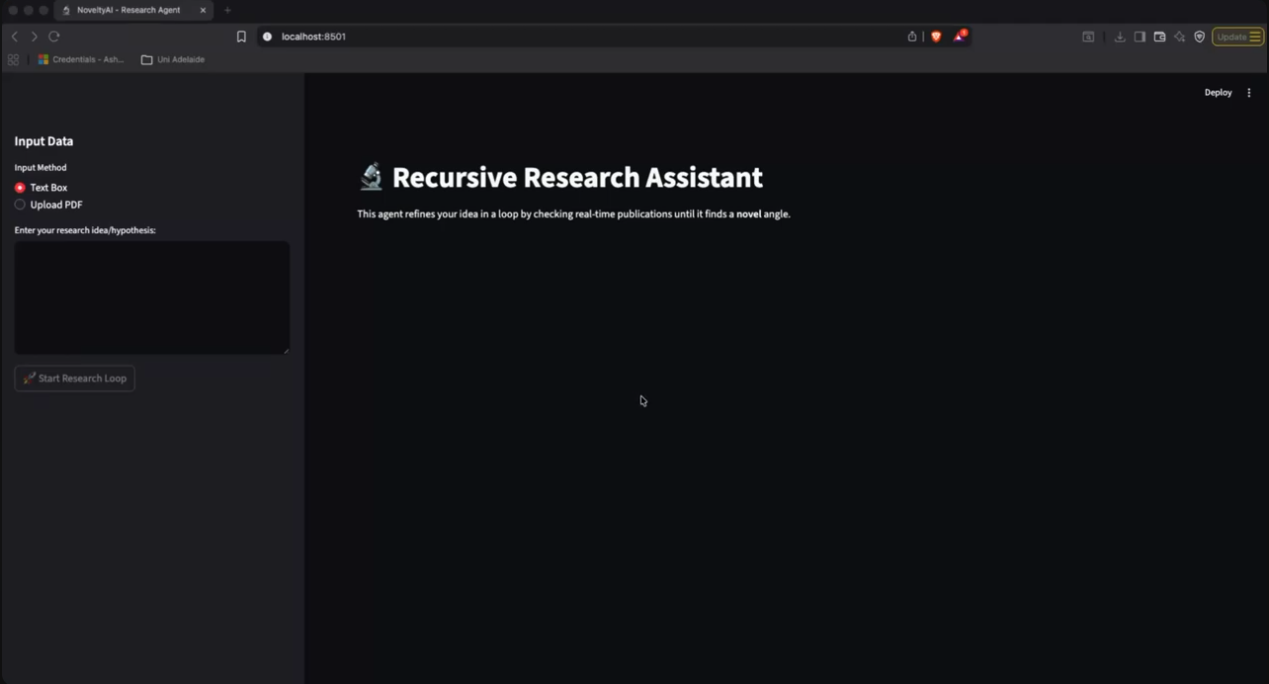 NoveltyAI - Research Agent
localhost:8501
Update
Credentials - Ash...
Uni Adelaide
Deploy
Input Data
Input Method
Text Box
Upload PDF
Enter your research idea/hypothesis:
Start Research Loop
Recursive Research Assistant
This agent refines your idea in a loop by checking real-time publications until it finds a novel angle.